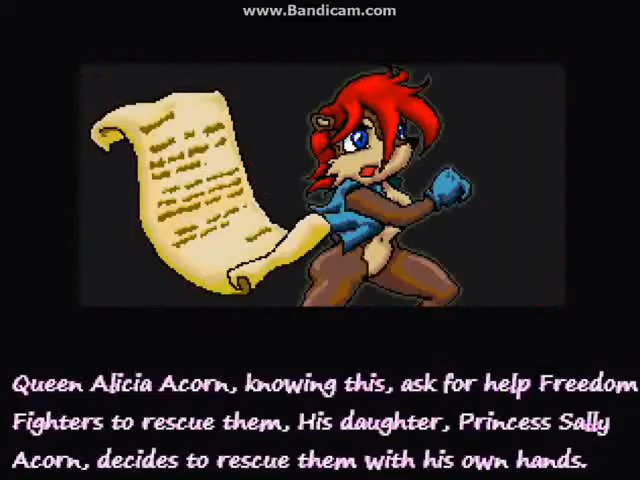 www.Bandicam.com
Queen Alicia Acorn, knowing this, ask for help Freedom
Fighters to rescue them, His daughter, Princess Sally
Acorn, decides to rescue them with his own hands.